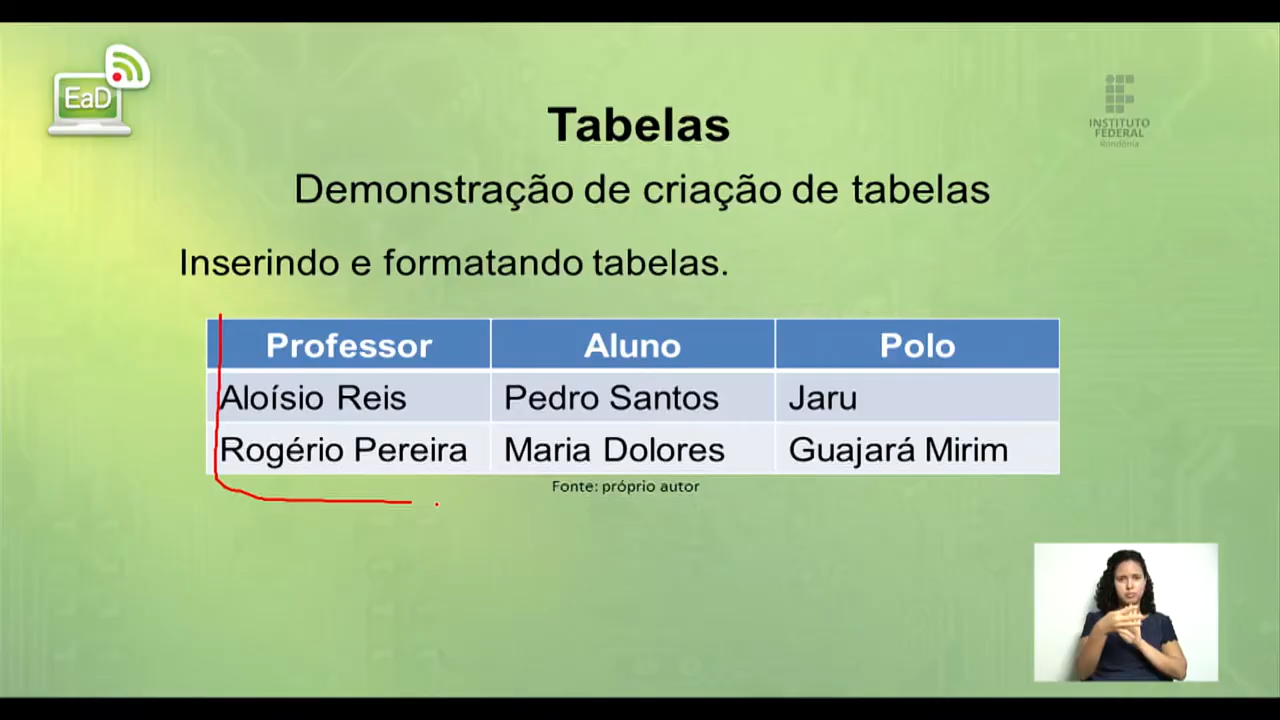 EaD
INSTITUTO
FEDERAL
Rondônia
Tabelas
Demonstração de criação de tabelas
Inserindo e formatando tabelas.
Professor Aluno Polo
Aloísio Reis Pedro Santos Jaru
Rogério Pereira Maria Dolores Guajará Mirim
Fonte: próprio autor